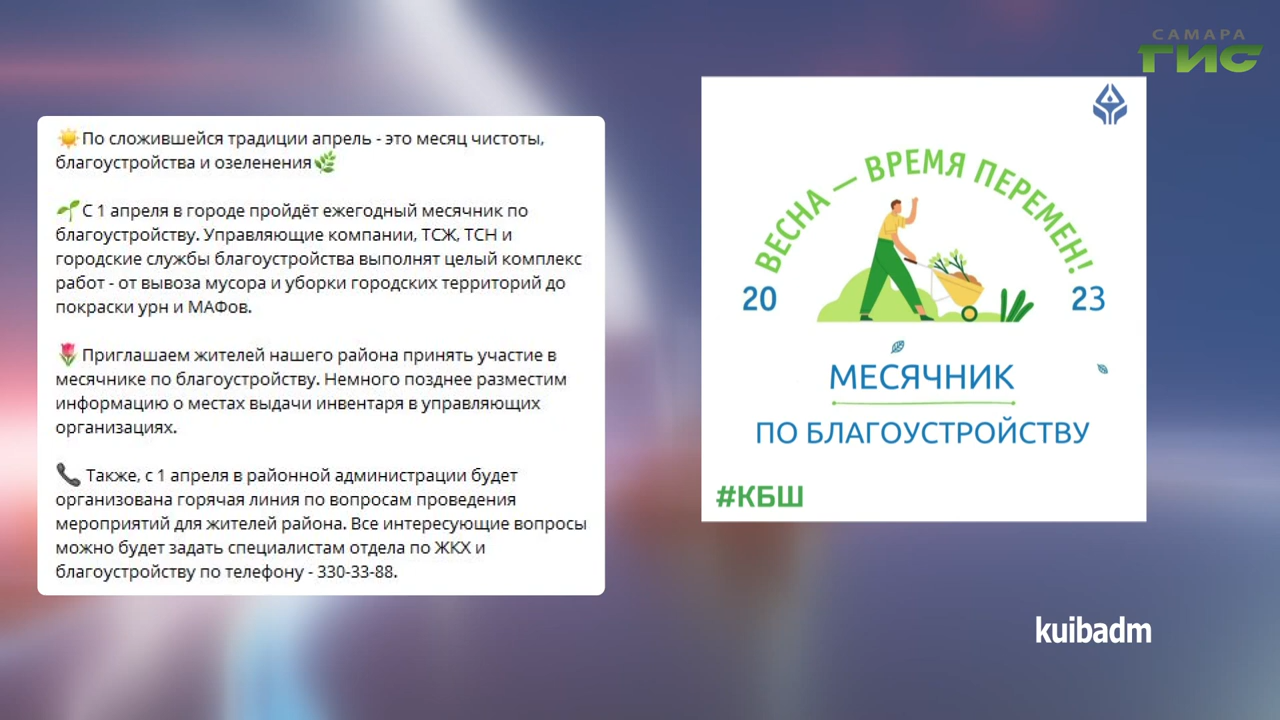 САМАРА
ГИС
☀️По сложившейся традиции апрель - это месяц чистоты,
благоустройства и озеленения🌿
🌱С 1 апреля в городе пройдёт ежегодный месячник по
благоустройству. Управляющие компании, ТСЖ, ТСН и
городские службы благоустройства выполнят целый комплекс
работ - от вывоза мусора и уборки городских территорий до
покраски урн и МАФов.
🌷Приглашаем жителей нашего района принять участие в
месячнике по благоустройству. Немного позднее разместим
информацию о местах выдачи инвентаря в управляющих
организациях.
📞 Также, с 1 апреля в районной администрации будет
организована горячая линия по вопросам проведения
мероприятий для жителей района. Все интересующие вопросы
можно будет задать специалистам отдела по ЖКХ и
благоустройству по телефону - 330-33-88.
ВЕСНА — ВРЕМЯ ПЕРЕМЕН!
20 23
МЕСЯЧНИК
ПО БЛАГОУСТРОЙСТВУ
#КБШ
kuibadm